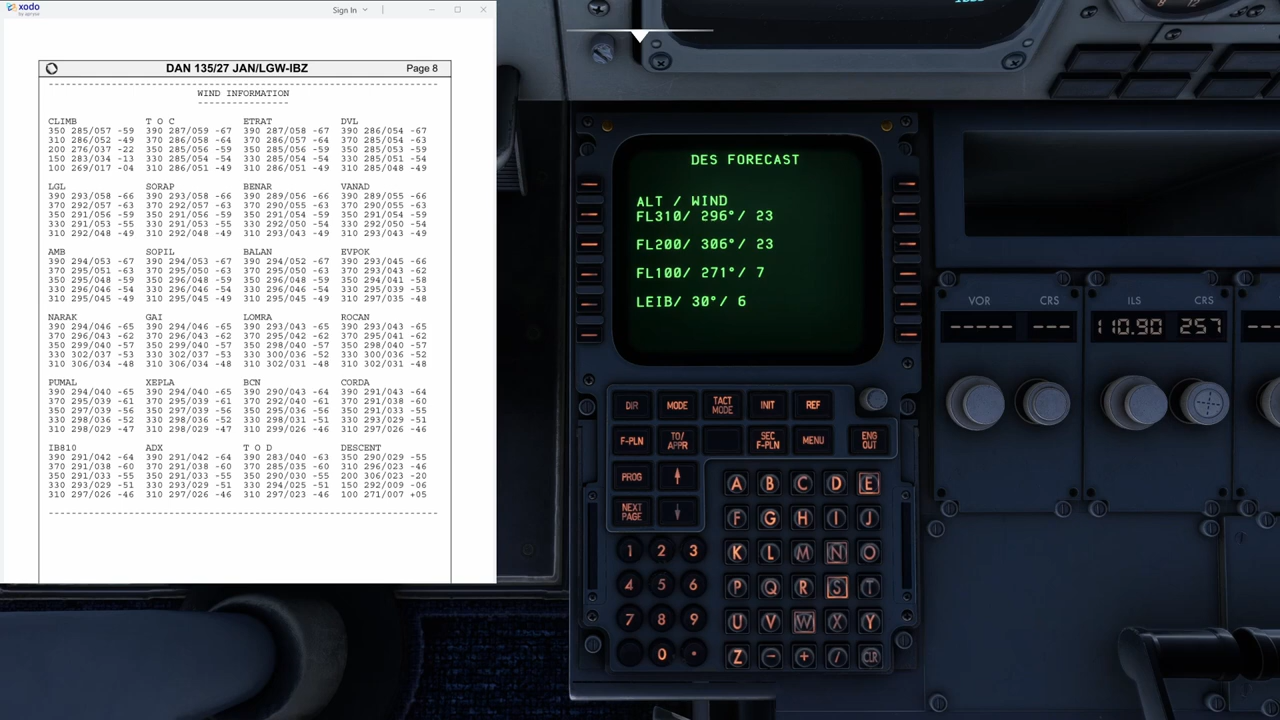 xodo
by apryse
Sign In
DAN 135/27 JAN/LGW-IBZ Page 8
WIND INFORMATION
CLIMB T O C ETRAT DVL
350 285/057 -59 390 287/059 -67 390 287/058 -67 390 286/054 -67
310 286/052 -49 370 286/058 -64 370 286/057 -64 370 286/054 -63
200 276/037 -22 350 285/056 -59 350 285/056 -59 350 285/053 -59
150 283/034 -13 330 285/054 -54 330 285/054 -54 330 285/051 -54
100 269/017 -04 310 286/051 -49 310 286/051 -49 310 285/048 -49
LGL SORAP BENAR VANAD
390 293/058 -66 390 293/058 -66 390 291/056 -66 390 289/055 -66
370 292/057 -63 370 292/057 -63 370 290/055 -63 370 290/055 -63
350 291/056 -59 350 291/056 -59 350 291/054 -59 350 291/054 -59
330 291/053 -55 330 291/053 -55 330 292/050 -54 330 292/050 -54
310 292/048 -49 310 292/048 -49 310 293/043 -49 310 293/043 -49
AMB SOPIL BALAN EVPOK
390 294/053 -67 390 294/053 -67 390 294/052 -67 390 293/045 -66
370 295/051 -63 370 295/050 -63 370 295/050 -63 370 293/043 -62
350 295/048 -59 350 296/048 -59 350 296/048 -59 350 294/041 -58
330 296/046 -54 330 296/046 -54 330 296/046 -54 330 295/039 -53
310 295/045 -49 310 295/045 -49 310 295/045 -49 310 297/035 -48
NARAK GAI LOMRA ROCAN
390 294/046 -65 390 294/046 -65 390 293/043 -65 390 293/043 -65
370 296/043 -62 370 296/043 -62 370 295/042 -62 370 295/041 -62
350 299/040 -57 350 299/040 -57 350 298/040 -57 350 298/040 -57
330 302/037 -53 330 302/037 -53 330 300/036 -52 330 300/036 -52
310 306/034 -48 310 306/034 -48 310 302/031 -48 310 302/031 -48
PUMAL XEPLA BCN CORDA
390 294/040 -65 390 294/040 -65 390 290/043 -64 390 291/043 -64
370 295/039 -61 370 295/039 -61 370 292/040 -61 370 291/038 -60
350 297/039 -56 350 297/039 -56 350 295/036 -56 350 291/033 -55
330 298/036 -52 330 298/036 -52 330 298/031 -51 330 293/029 -51
310 298/029 -47 310 298/029 -47 310 299/026 -46 310 297/026 -46
IB810 ADX T O D DESCENT
390 291/042 -64 390 291/042 -64 390 283/040 -63 350 290/029 -55
370 291/038 -60 370 291/038 -60 370 285/035 -60 310 296/023 -46
350 291/033 -55 350 291/033 -55 350 290/030 -55 200 306/023 -20
330 293/029 -51 330 293/029 -51 330 294/025 -51 150 292/009 -06
310 297/026 -46 310 297/026 -46 310 297/023 -46 100 271/007 +05
DES FORECAST
ALT / WIND
FL310/ 296°/ 23
FL200/ 306°/ 23
FL100/ 271°/ 7
LEIB/ 30°/ 6
VOR CRS ILS CRS
----- --- 110.90 257
DIR MODE TACT MODE INIT REF
F-PLN TO/APPR SEC F-PLN MENU ENG OUT
PROG ↑
NEXT PAGE ↓
A B C D E
F G H I J
1 2 3 K L M N O
4 5 6 P Q R S T
7 8 9 U V W X Y
0 . Z - + / CLR